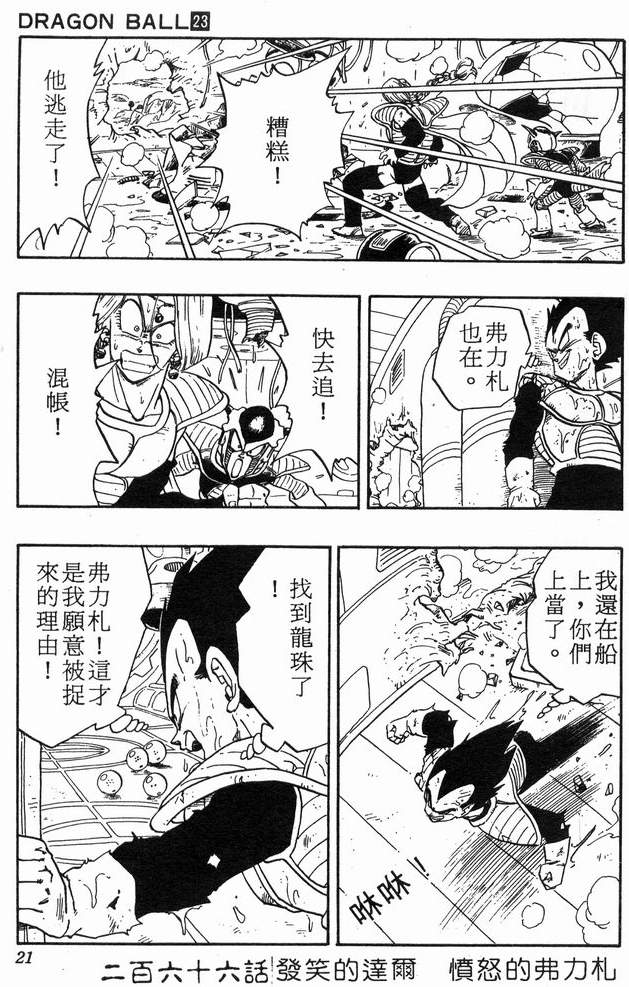 DRAGON BALL 23
糟糕！
他逃走
了！
弗力札
也在。
快去追！
混帳！
我還在船
上，你們
上當了。
咻咻！
找到龍珠了
！
弗力札！這才
是我願意被捉
來的理由！
21
二百六十六話 發笑的達爾 憤怒的弗力札